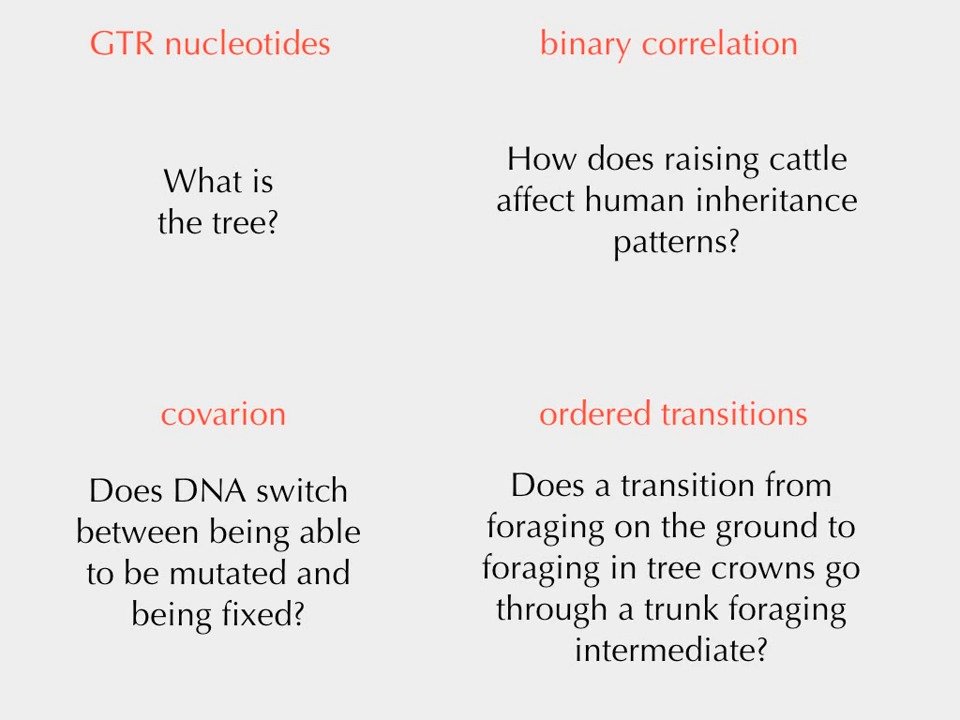 GTR nucleotides
What is
the tree?
binary correlation
How does raising cattle
affect human inheritance
patterns?
covarion
Does DNA switch
between being able
to be mutated and
being fixed?
ordered transitions
Does a transition from
foraging on the ground to
foraging in tree crowns go
through a trunk foraging
intermediate?